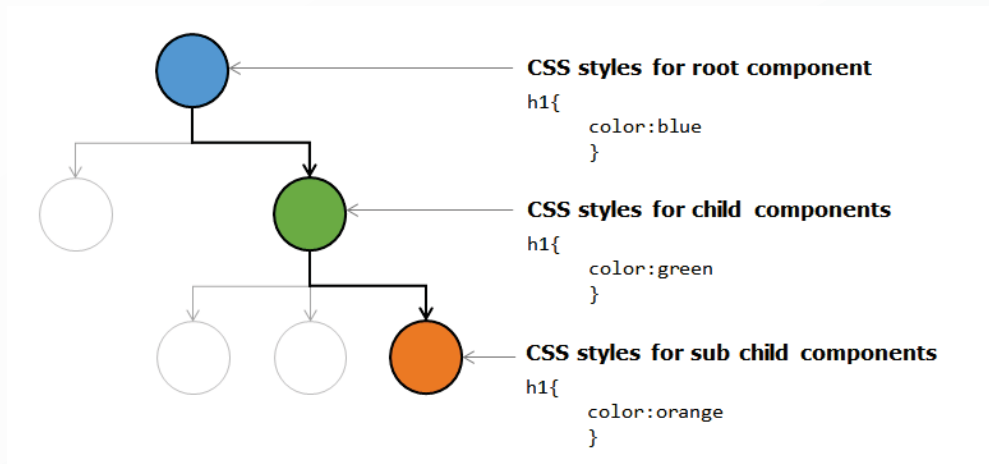 CSS styles for root component
h1{
color:blue
}
CSS styles for child components
h1{
color:green
}
CSS styles for sub child components
h1{
color:orange
}